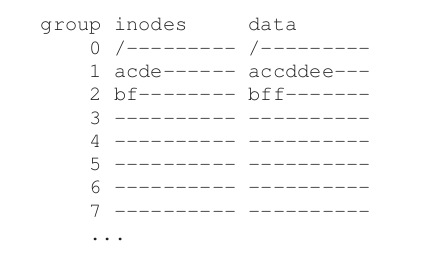 group inodes     data
    0 /--------- /---------
    1 acde------ accddee---
    2 bf-------- bff-------
    3 ---------- ----------
    4 ---------- ----------
    5 ---------- ----------
    6 ---------- ----------
    7 ---------- ----------
    ...